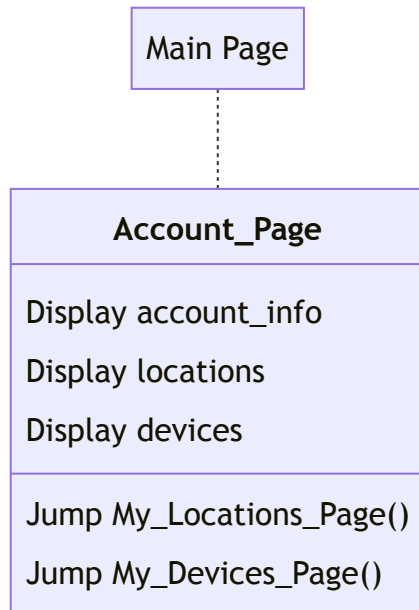 Main Page
Account_Page
Display account_info
Display locations
Display devices
Jump My_Locations_Page()
Jump My_Devices_Page()